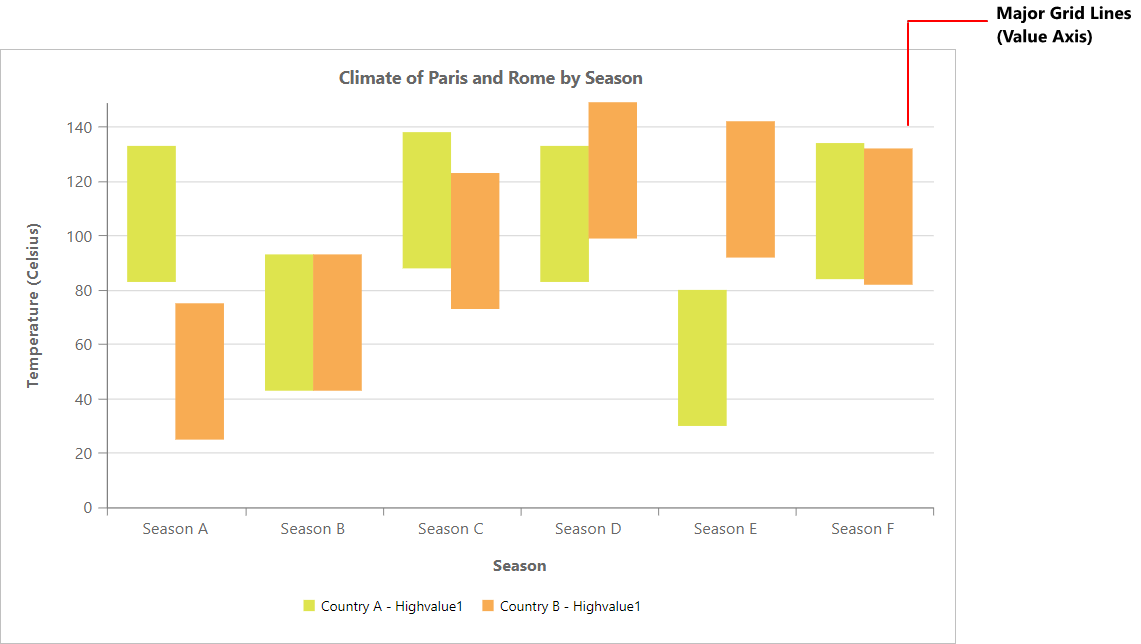 Major Grid Lines
(Value Axis)
Climate of Paris and Rome by Season
Temperature (Celsius)
140
120
100
80
60
40
20
0
Season A Season B Season C Season D Season E Season F
Season
Country A - Highvalue1 Country B - Highvalue1